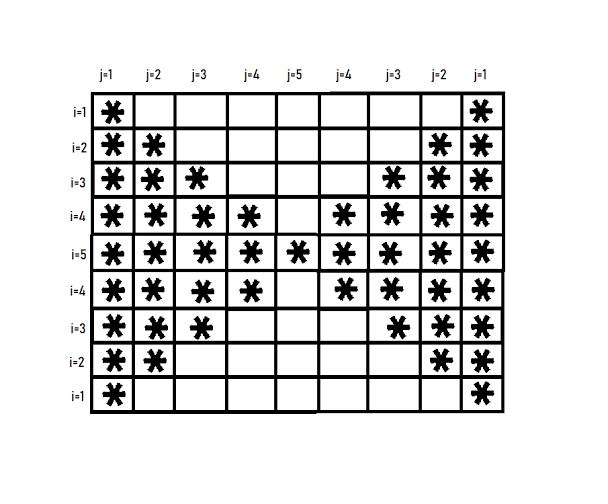 j=1 j=2 j=3 j=4 j=5 j=4 j=3 j=2 j=1
i=1 * *
i=2 * * * *
i=3 * * * * * *
i=4 * * * * * * * *
i=5 * * * * * * * * *
i=4 * * * * * * * *
i=3 * * * * * *
i=2 * * * *
i=1 * *